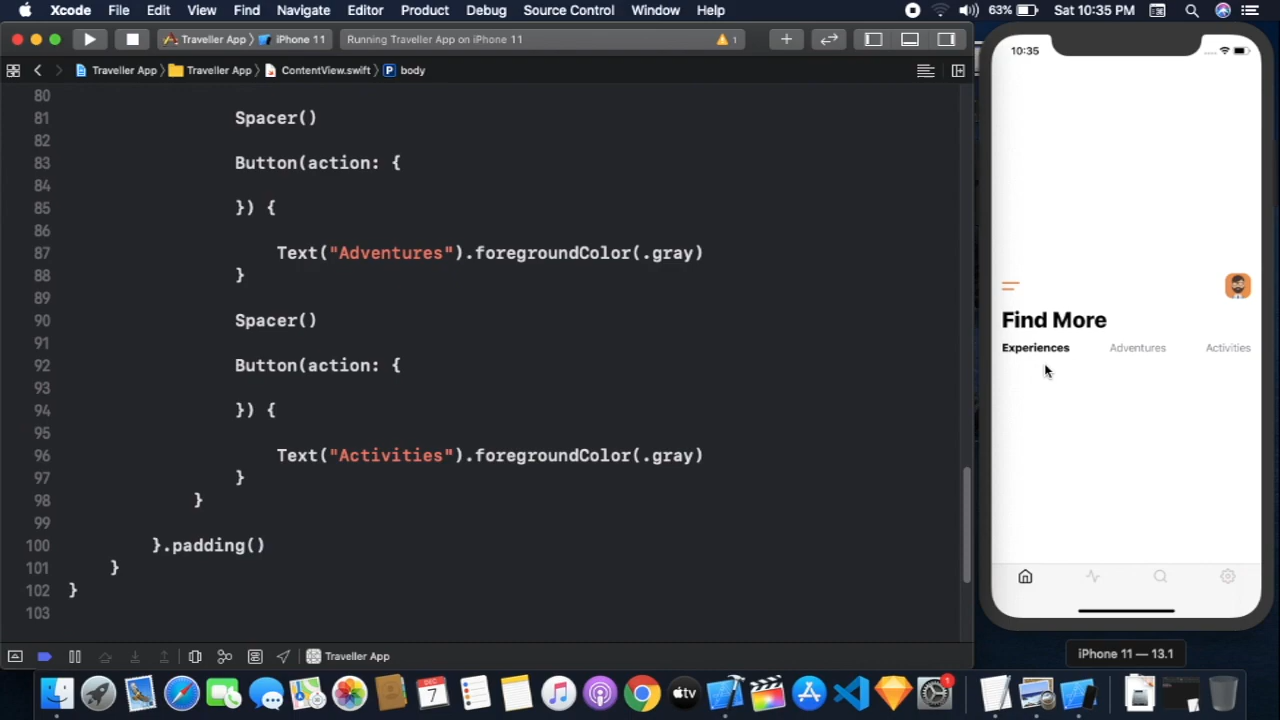 Xcode File Edit View Find Navigate Editor Product Debug Source Control Window Help 63% Sat 10:35 PM
Traveller App iPhone 11 Running Traveller App on iPhone 11 1
Traveller App Traveller App ContentView.swift P body
80
81 Spacer()
82
83 Button(action: {
84
85 }) {
86
87 Text("Adventures").foregroundColor(.gray)
88 }
89
90 Spacer()
91
92 Button(action: {
93
94 }) {
95
96 Text("Activities").foregroundColor(.gray)
97 }
98 }
99
100 }.padding()
101 }
102 }
103
Traveller App
10:35
Find More
Experiences Adventures Activities
iPhone 11 — 13.1
DEC
7
tv
1